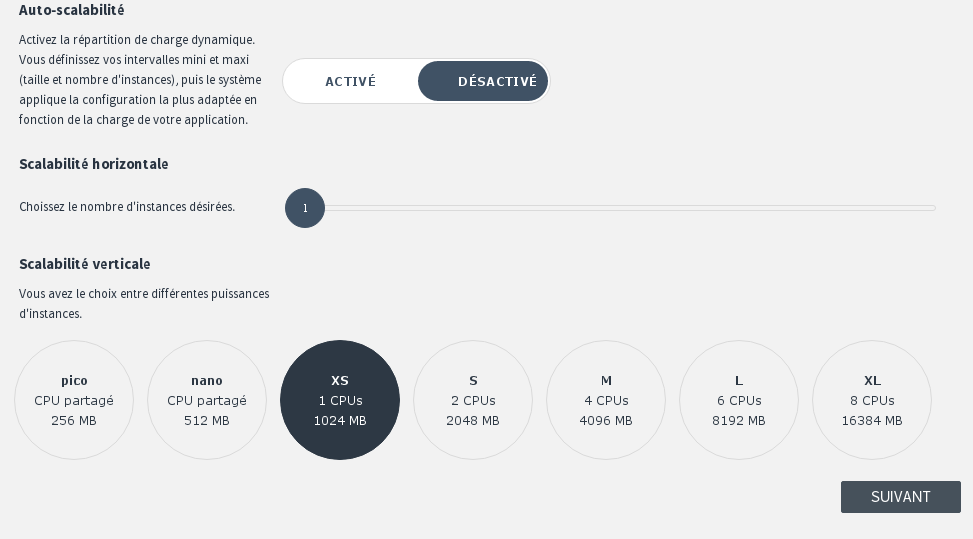 Auto-scalabilité
Activez la répartition de charge dynamique.
Vous définissez vos intervalles mini et maxi
(taille et nombre d'instances), puis le système
applique la configuration la plus adaptée en
fonction de la charge de votre application.
ACTIVÉ DÉSACTIVÉ
Scalabilité horizontale
Choissez le nombre d'instances désirées.
1
Scalabilité verticale
Vous avez le choix entre différentes puissances
d'instances.
pico
CPU partagé
256 MB
nano
CPU partagé
512 MB
XS
1 CPUs
1024 MB
S
2 CPUs
2048 MB
M
4 CPUs
4096 MB
L
6 CPUs
8192 MB
XL
8 CPUs
16384 MB
SUIVANT